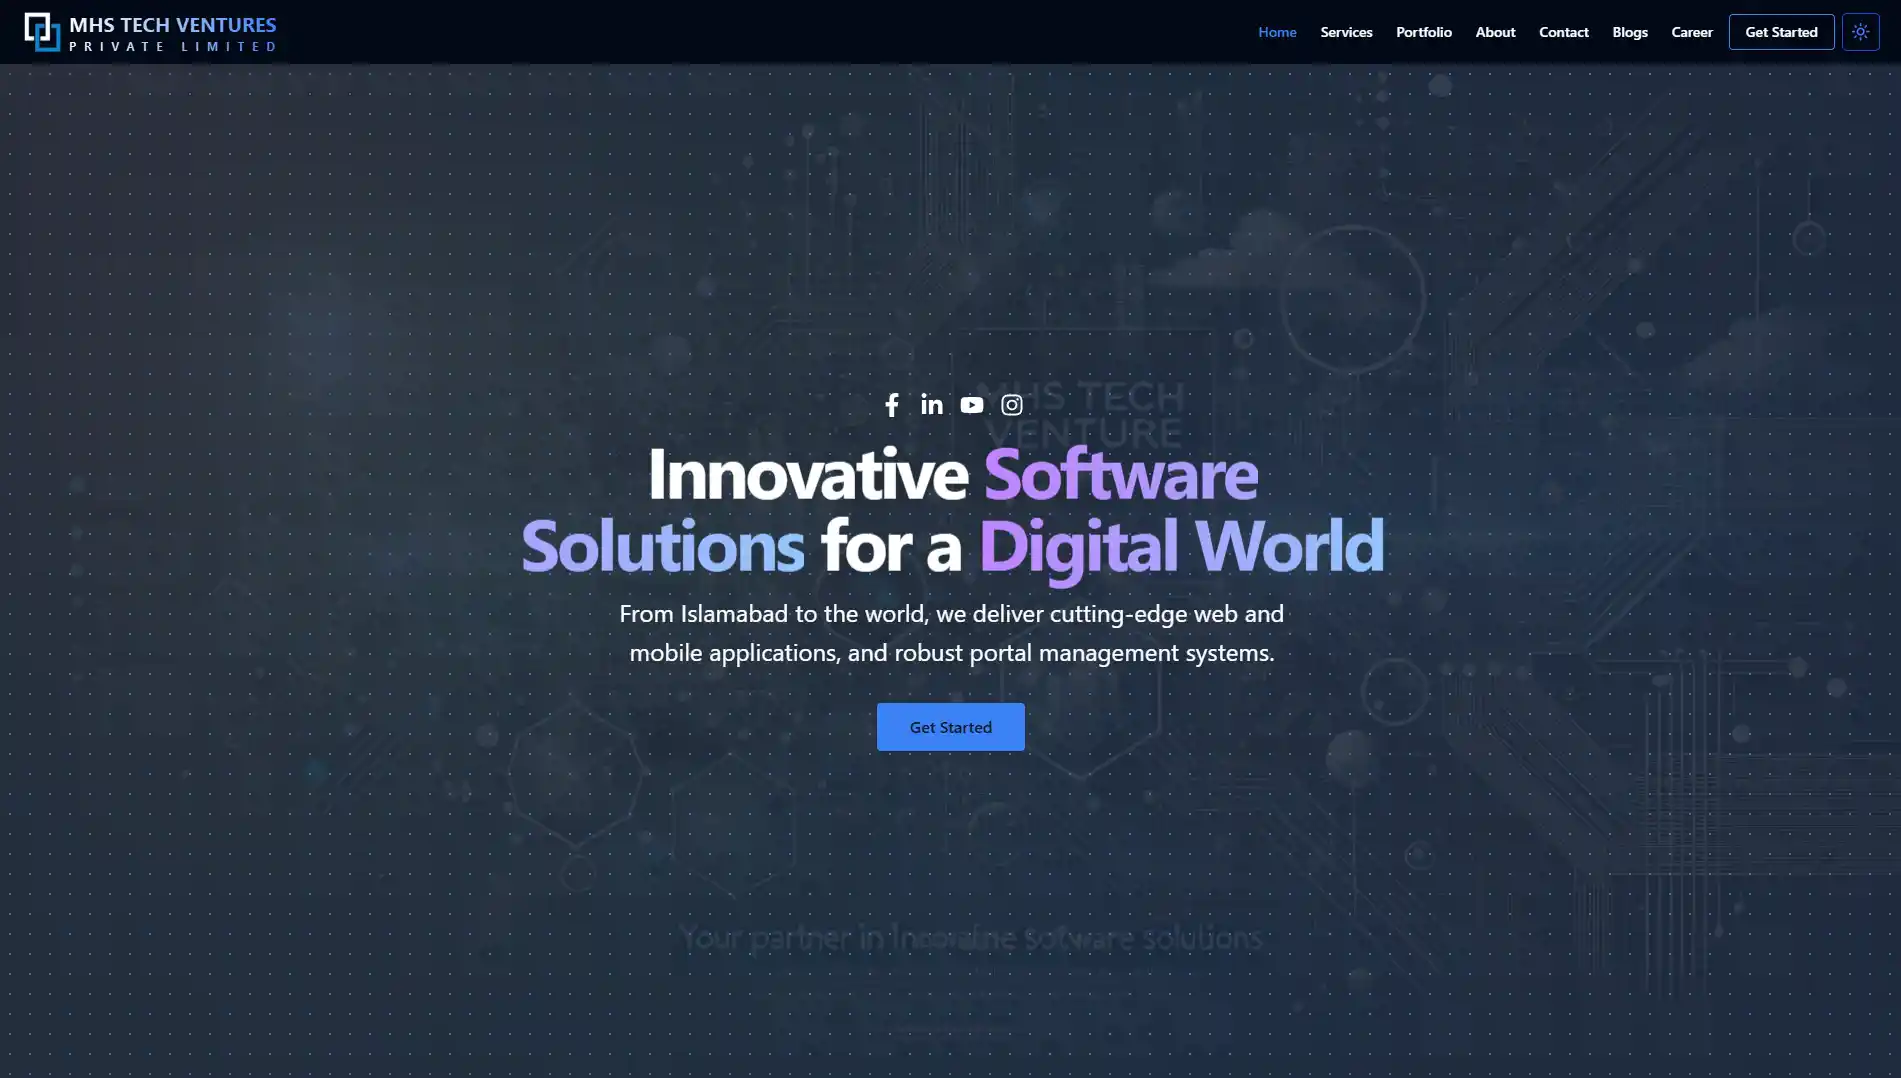 MHS TECH VENTURES
PRIVATE LIMITED
Home Services Portfolio About Contact Blogs Career Get Started
MHS TECH
VENTURE
Innovative Software
Solutions for a Digital World
From Islamabad to the world, we deliver cutting-edge web and
mobile applications, and robust portal management systems.
Get Started
Your partner in software solutions